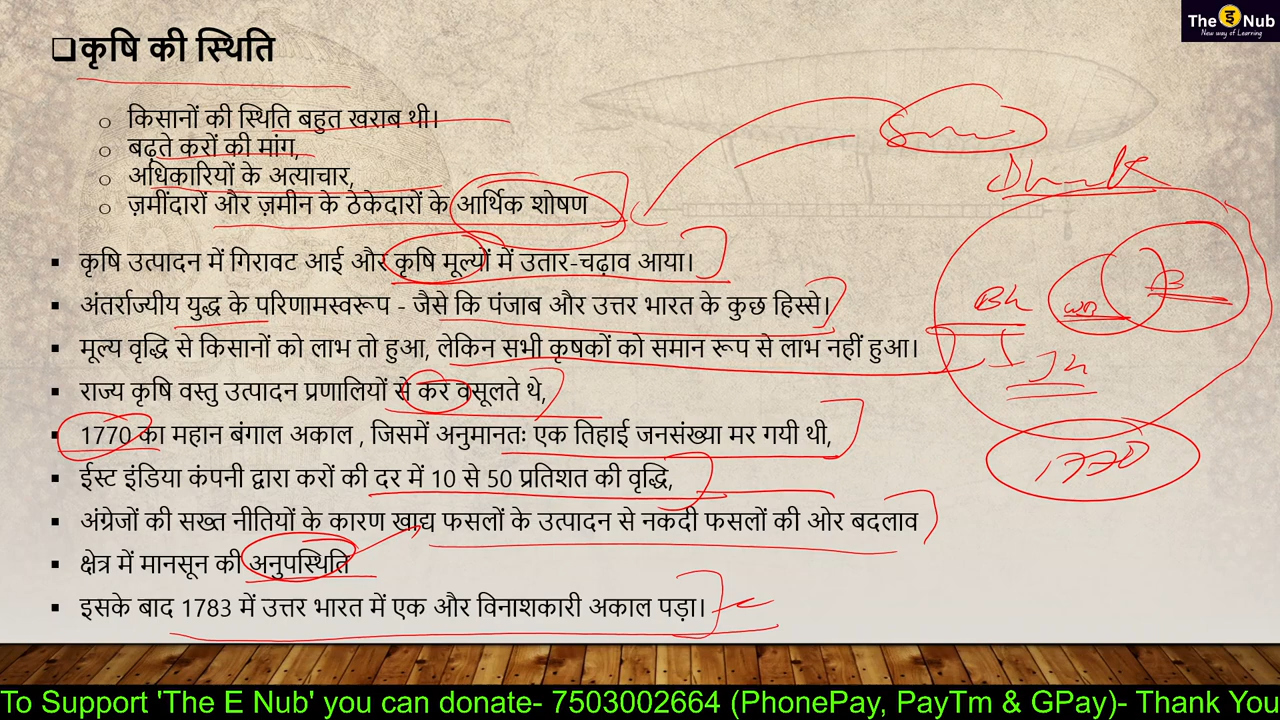 The इ Nub
New way of Learning
❑कृषि की स्थिति
o किसानों की स्थिति बहुत खराब थी।
o बढ़ते करों की मांग,
o अधिकारियों के अत्याचार,
o ज़मींदारों और ज़मीन के ठेकेदारों के आर्थिक शोषण
▪ कृषि उत्पादन में गिरावट आई और कृषि मूल्यों में उतार-चढ़ाव आया।
▪ अंतर्राज्यीय युद्ध के परिणामस्वरूप - जैसे कि पंजाब और उत्तर भारत के कुछ हिस्से।
▪ मूल्य वृद्धि से किसानों को लाभ तो हुआ, लेकिन सभी कृषकों को समान रूप से लाभ नहीं हुआ।
▪ राज्य कृषि वस्तु उत्पादन प्रणालियों से कर वसूलते थे,
▪ 1770 का महान बंगाल अकाल , जिसमें अनुमानतः एक तिहाई जनसंख्या मर गयी थी,
▪ ईस्ट इंडिया कंपनी द्वारा करों की दर में 10 से 50 प्रतिशत की वृद्धि,
▪ अंग्रेजों की सख्त नीतियों के कारण खाद्य फसलों के उत्पादन से नकदी फसलों की ओर बदलाव
▪ क्षेत्र में मानसून की अनुपस्थिति
▪ इसके बाद 1783 में उत्तर भारत में एक और विनाशकारी अकाल पड़ा।
Bh WB B
Jh
1770
To Support 'The E Nub' you can donate- 7503002664 (PhonePay, PayTm & GPay)- Thank You